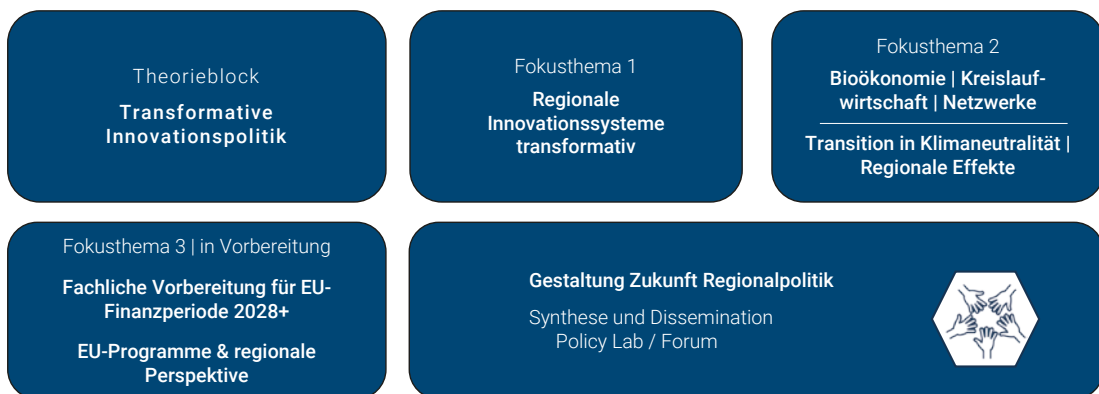 Theorieblock
Transformative
Innovationspolitik
Fokusthema 1
Regionale
Innovationssysteme
transformativ
Fokusthema 2
Bioökonomie | Kreislauf-
wirtschaft | Netzwerke
Transition in Klimaneutralität |
Regionale Effekte
Fokusthema 3 | in Vorbereitung
Fachliche Vorbereitung für EU-
Finanzperiode 2028+
EU-Programme & regionale
Perspektive
Gestaltung Zukunft Regionalpolitik
Synthese und Dissemination
Policy Lab / Forum